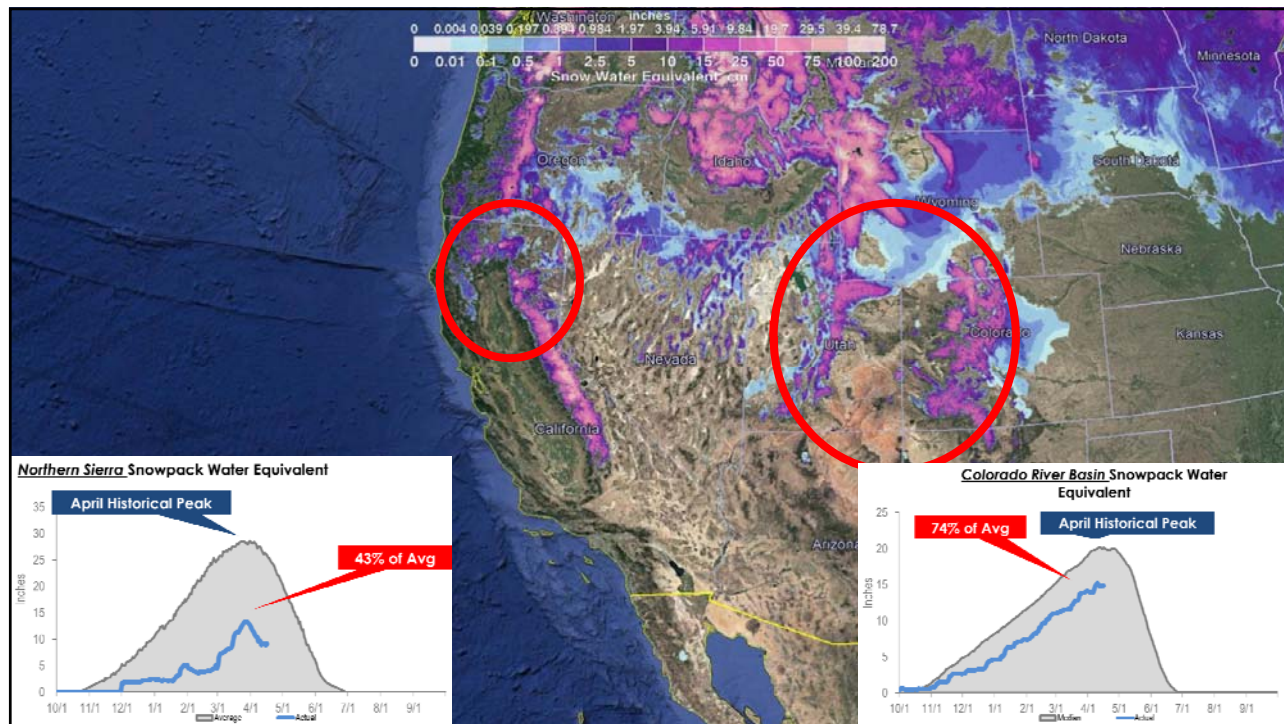 Washington
Inches
0 0.004 0.039 0.197 0.394 0.984 1.97 3.94 5.91 9.84 19.7 29.5 39.4 78.7
0 0.01 0.1 0.5 1 2.5 5 10 15 25 50 75 100 200
Snow Water Equivalent, cm
North Dakota
Minnesota
Oregon
Idaho
South Dakota
Wyoming
Nebraska
Nevada
Utah
Colorado
Kansas
California
Arizona
Northern Sierra Snowpack Water Equivalent
April Historical Peak
43% of Avg
Inches
35
30
25
20
15
10
5
0
10/1 11/1 12/1 1/1 2/1 3/1 4/1 5/1 6/1 7/1 8/1 9/1
Average Actual
Colorado River Basin Snowpack Water
Equivalent
74% of Avg
April Historical Peak
Inches
25
20
15
10
5
0
10/1 11/1 12/1 1/1 2/1 3/1 4/1 5/1 6/1 7/1 8/1 9/1
Median Actual